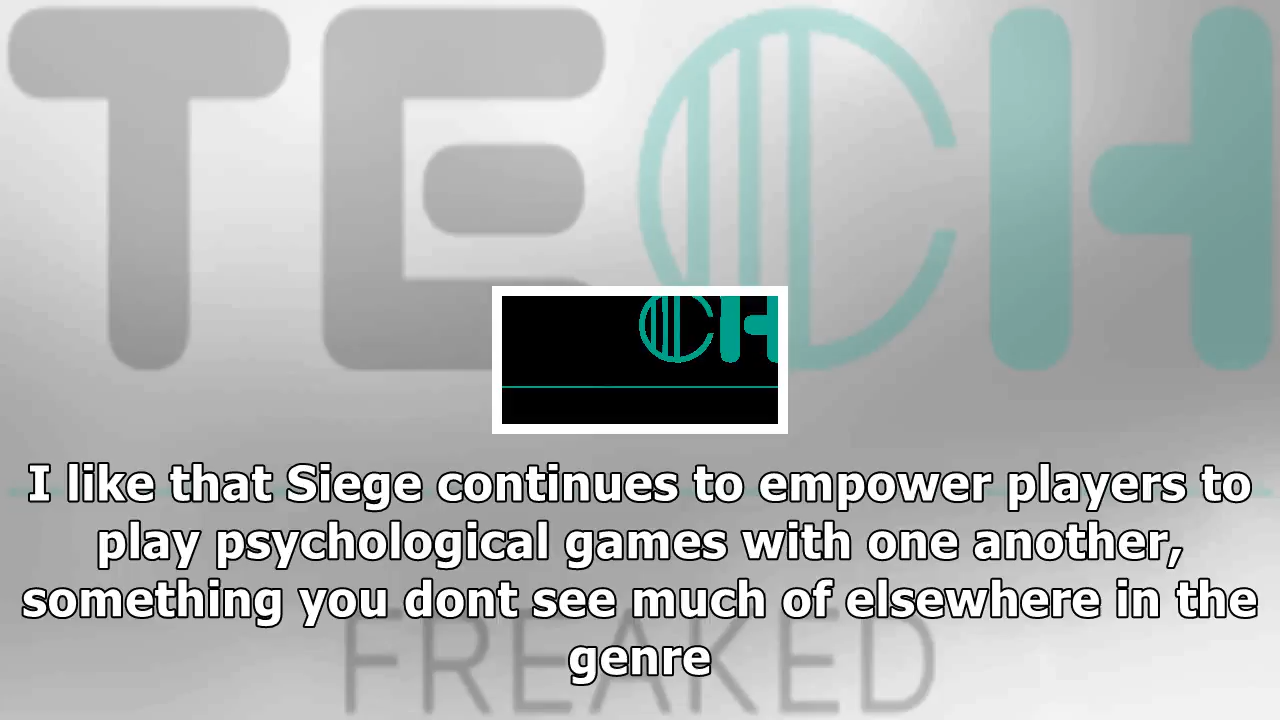 TECH
CH
I like that Siege continues to empower players to
play psychological games with one another,
something you dont see much of elsewhere in the
genre
FREAKED